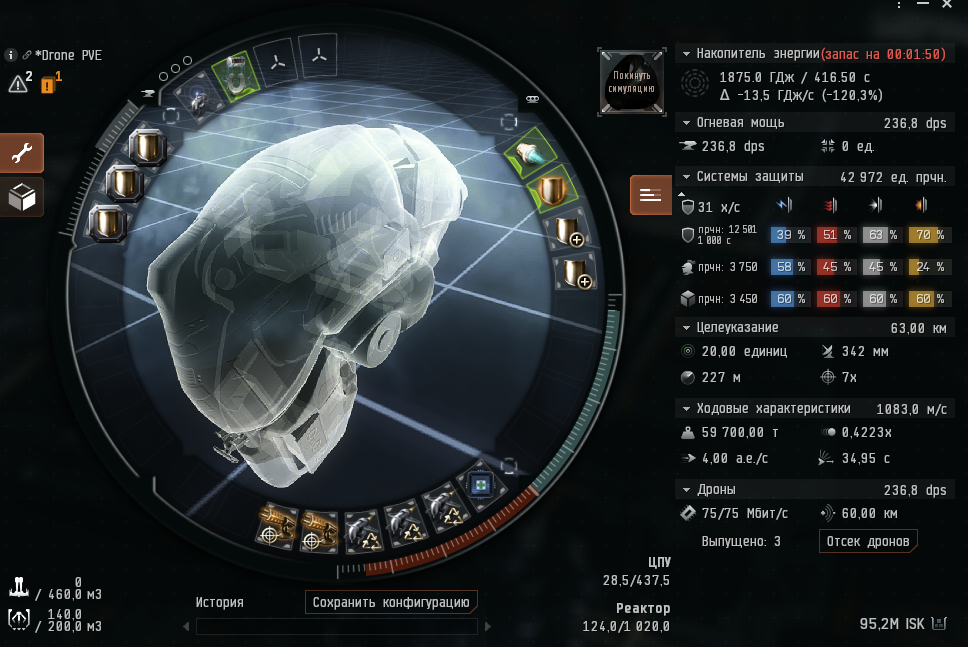 *Drone PVE
2
1
Покинуть
симуляцию
Накопитель энергии(запас на 00:01:50)
1875.0 ГДж / 416.50 с
Δ -13,5 ГДж/с (-120,3%)
Огневая мощь 236,8 dps
236,8 dps 0 ед.
Системы защиты 42 972 ед. прчн.
31 х/с
прчн: 12 501
1 000 с
39 % 51 % 63 % 70 %
прчн: 3 750 58 % 45 % 45 % 24 %
прчн: 3 450 60 % 60 % 60 % 60 %
Целеуказание 63,00 км
20,00 единиц 342 мм
227 м 7x
Ходовые характеристики 1083,0 м/с
59 700,00 т 0,4223x
4,00 а.е./с 34,95 с
Дроны 236,8 dps
75/75 Мбит/с 60,00 км
Выпущено: 3 Отсек дронов
ЦПУ
28,5/437,5
Реактор
124,0/1 020,0
0
/ 460,0 м3
140,0
/ 200,0 м3
История Сохранить конфигурацию
95,2M ISK